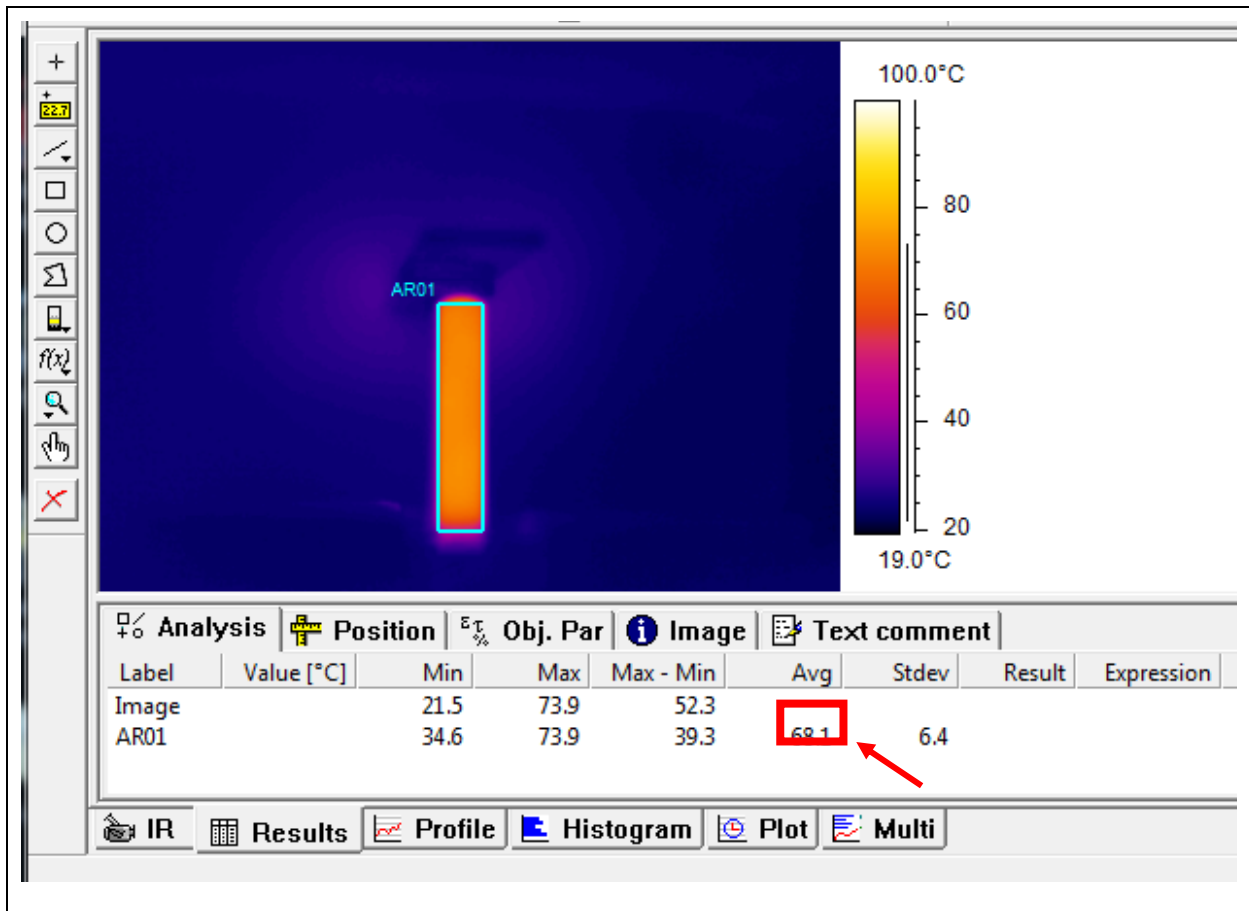 22.7
f(x)
AR01
100.0°C
80
60
40
20
19.0°C
Analysis Position ετ% Obj. Par Image Text comment
Label Value [°C] Min Max Max - Min Avg Stdev Result Expression
Image 21.5 73.9 52.3
AR01 34.6 73.9 39.3 68.1 6.4
IR Results Profile Histogram Plot Multi